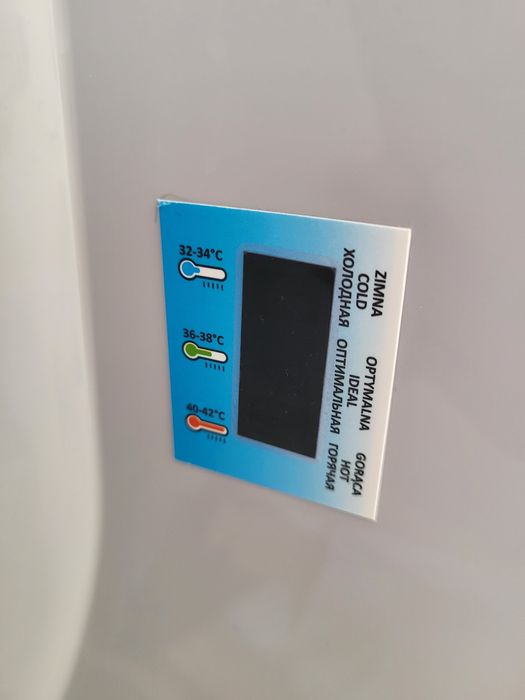 32-34°C
36-38°C
40-42°C
ZIMNA
COLD
ХОЛОДНАЯ
OPTYMALNA
IDEAL
ОПТИМАЛЬНАЯ
GORĄCA
HOT
ГОРЯЧАЯ